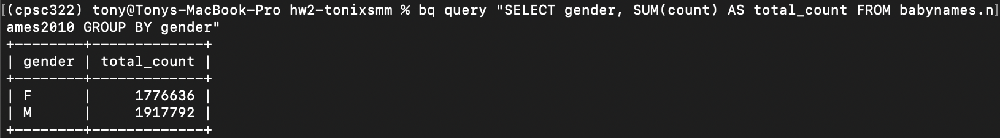 [(cpsc322) tony@Tonys-MacBook-Pro hw2-tonixsmm % bq query "SELECT gender, SUM(count) AS total_count FROM babynames.n]
ames2010 GROUP BY gender"
+--------+-------------+
| gender | total_count |
+--------+-------------+
| F      |     1776636 |
| M      |     1917792 |
+--------+-------------+